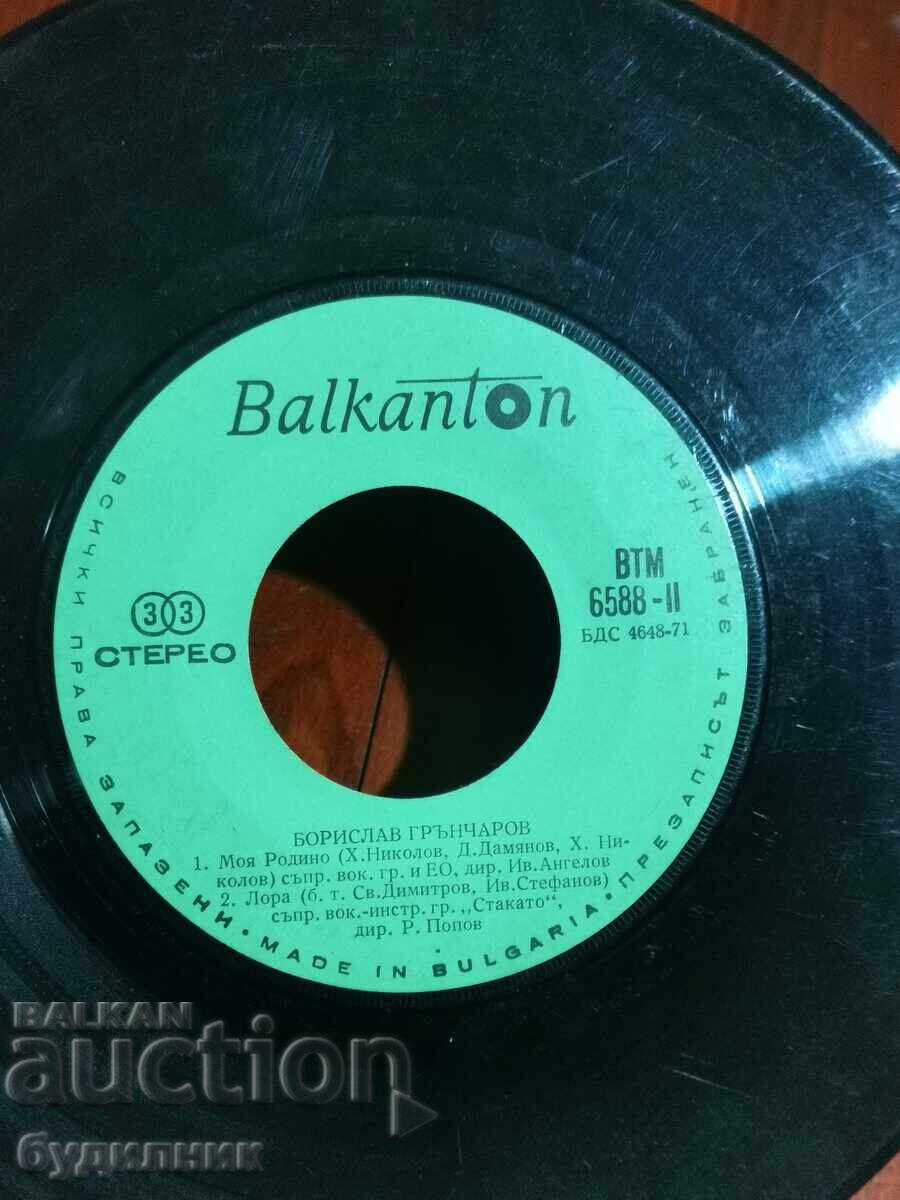 Balkanton
ВТМ
6588-II
БДС 4648-71
33
СТЕРЕО
БОРИСЛАВ ГРЪНЧАРОВ
1. Моя Родино (Х.Николов, Д.Дамянов, Х. Ни-
колов) съпр. вок. гр. и ЕО, дир. Ив.Ангелов
2. Лора (б. т. Св.Димитров, Ив.Стефанов)
съпр. вок.-инстр. гр. „Стакато”,
дир. Р. Попов
ВСИЧКИ ПРАВА ЗАПАЗЕНИ • MADE IN BULGARIA • ПРЕЗАПИСЪТ ЗАБРАНЕН
BALKAN
auction
будилник